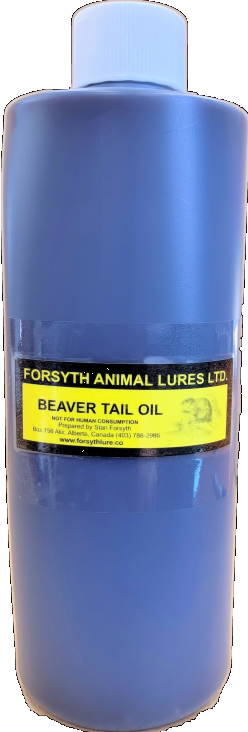 FORSYTH ANIMAL LURES LTD.
BEAVER TAIL OIL
NOT FOR HUMAN CONSUMPTION
Prepared by Stan Forsyth
Box 756 Alix, Alberta, Canada (403) 788-2986
www.forsythlure.co